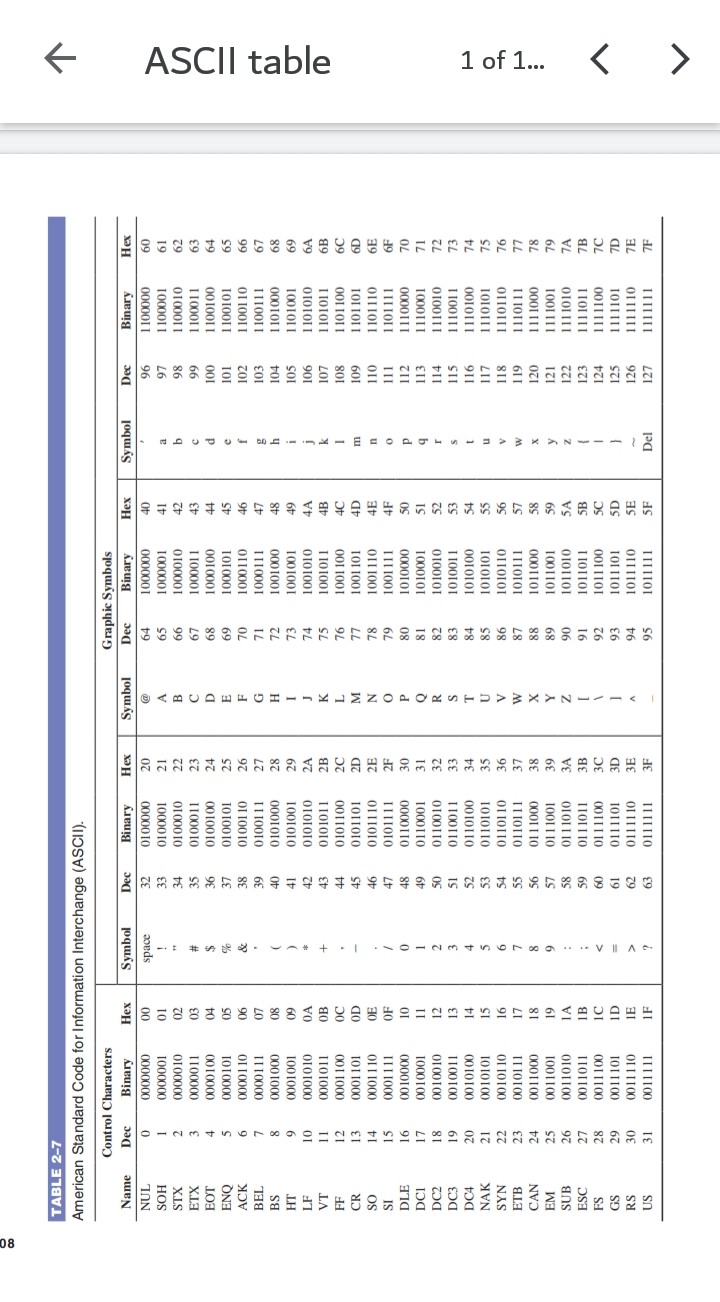 ASCII table
1 of 1...
08
TABLE 2-7
American Standard Code for Information Interchange (ASCII).
Control Characters Graphic Symbols
Name Dec Binary Hex Symbol Dec Binary Hex Symbol Dec Binary Hex Symbol Dec Binary Hex
NUL 0 0000000 00 space 32 0100000 20 @ 64 1000000 40 ′ 96 1100000 60
SOH 1 0000001 01 ! 33 0100001 21 A 65 1000001 41 a 97 1100001 61
STX 2 0000010 02 " 34 0100010 22 B 66 1000010 42 b 98 1100010 62
ETX 3 0000011 03 # 35 0100011 23 C 67 1000011 43 c 99 1100011 63
EOT 4 0000100 04 $ 36 0100100 24 D 68 1000100 44 d 100 1100100 64
ENQ 5 0000101 05 % 37 0100101 25 E 69 1000101 45 e 101 1100101 65
ACK 6 0000110 06 & 38 0100110 26 F 70 1000110 46 f 102 1100110 66
BEL 7 0000111 07 ' 39 0100111 27 G 71 1000111 47 g 103 1100111 67
BS 8 0001000 08 ( 40 0101000 28 H 72 1001000 48 h 104 1101000 68
HT 9 0001001 09 ) 41 0101001 29 I 73 1001001 49 i 105 1101001 69
LF 10 0001010 0A * 42 0101010 2A J 74 1001010 4A j 106 1101010 6A
VT 11 0001011 0B + 43 0101011 2B K 75 1001011 4B k 107 1101011 6B
FF 12 0001100 0C , 44 0101100 2C L 76 1001100 4C l 108 1101100 6C
CR 13 0001101 0D – 45 0101101 2D M 77 1001101 4D m 109 1101101 6D
SO 14 0001110 0E . 46 0101110 2E N 78 1001110 4E n 110 1101110 6E
SI 15 0001111 0F / 47 0101111 2F O 79 1001111 4F o 111 1101111 6F
DLE 16 0010000 10 0 48 0110000 30 P 80 1010000 50 p 112 1110000 70
DC1 17 0010001 11 1 49 0110001 31 Q 81 1010001 51 q 113 1110001 71
DC2 18 0010010 12 2 50 0110010 32 R 82 1010010 52 r 114 1110010 72
DC3 19 0010011 13 3 51 0110011 33 S 83 1010011 53 s 115 1110011 73
DC4 20 0010100 14 4 52 0110100 34 T 84 1010100 54 t 116 1110100 74
NAK 21 0010101 15 5 53 0110101 35 U 85 1010101 55 u 117 1110101 75
SYN 22 0010110 16 6 54 0110110 36 V 86 1010110 56 v 118 1110110 76
ETB 23 0010111 17 7 55 0110111 37 W 87 1010111 57 w 119 1110111 77
CAN 24 0011000 18 8 56 0111000 38 X 88 1011000 58 x 120 1111000 78
EM 25 0011001 19 9 57 0111001 39 Y 89 1011001 59 y 121 1111001 79
SUB 26 0011010 1A : 58 0111010 3A Z 90 1011010 5A z 122 1111010 7A
ESC 27 0011011 1B ; 59 0111011 3B [ 91 1011011 5B { 123 1111011 7B
FS 28 0011100 1C < 60 0111100 3C \ 92 1011100 5C | 124 1111100 7C
GS 29 0011101 1D = 61 0111101 3D ] 93 1011101 5D } 125 1111101 7D
RS 30 0011110 1E > 62 0111110 3E ^ 94 1011110 5E ~ 126 1111110 7E
US 31 0011111 1F ? 63 0111111 3F _ 95 1011111 5F Del 127 1111111 7F